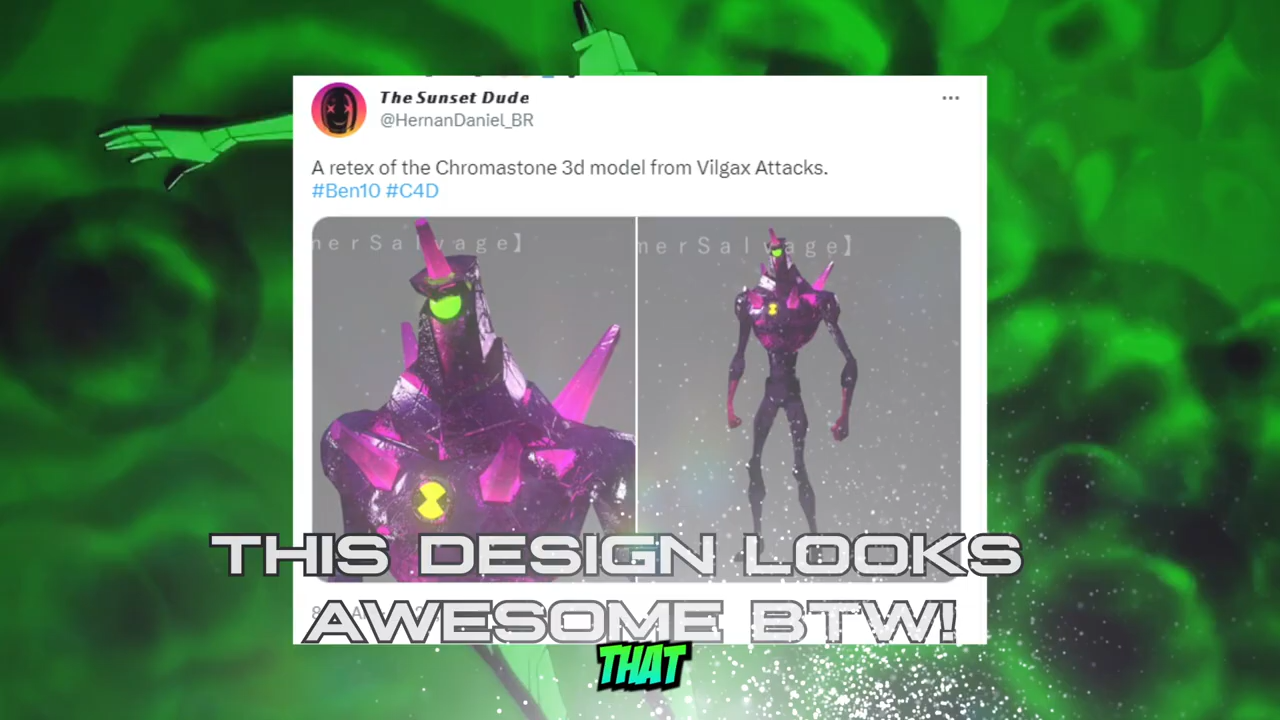 The Sunset Dude
@HernanDaniel_BR
A retex of the Chromastone 3d model from Vilgax Attacks.
#Ben10 #C4D
nerSalvage】
nerSalvage】
THIS DESIGN LOOKS
AWESOME BTW!
THAT